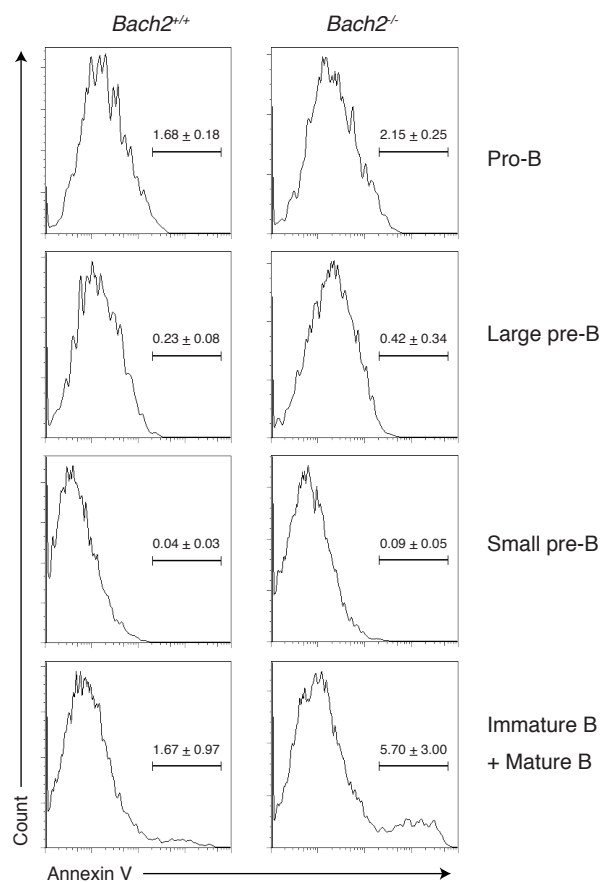 Bach2+/+ Bach2-/-
1.68 ± 0.18 2.15 ± 0.25 Pro-B
0.23 ± 0.08 0.42 ± 0.34 Large pre-B
0.04 ± 0.03 0.09 ± 0.05 Small pre-B
1.67 ± 0.97 5.70 ± 3.00 Immature B
+ Mature B
Count
Annexin V